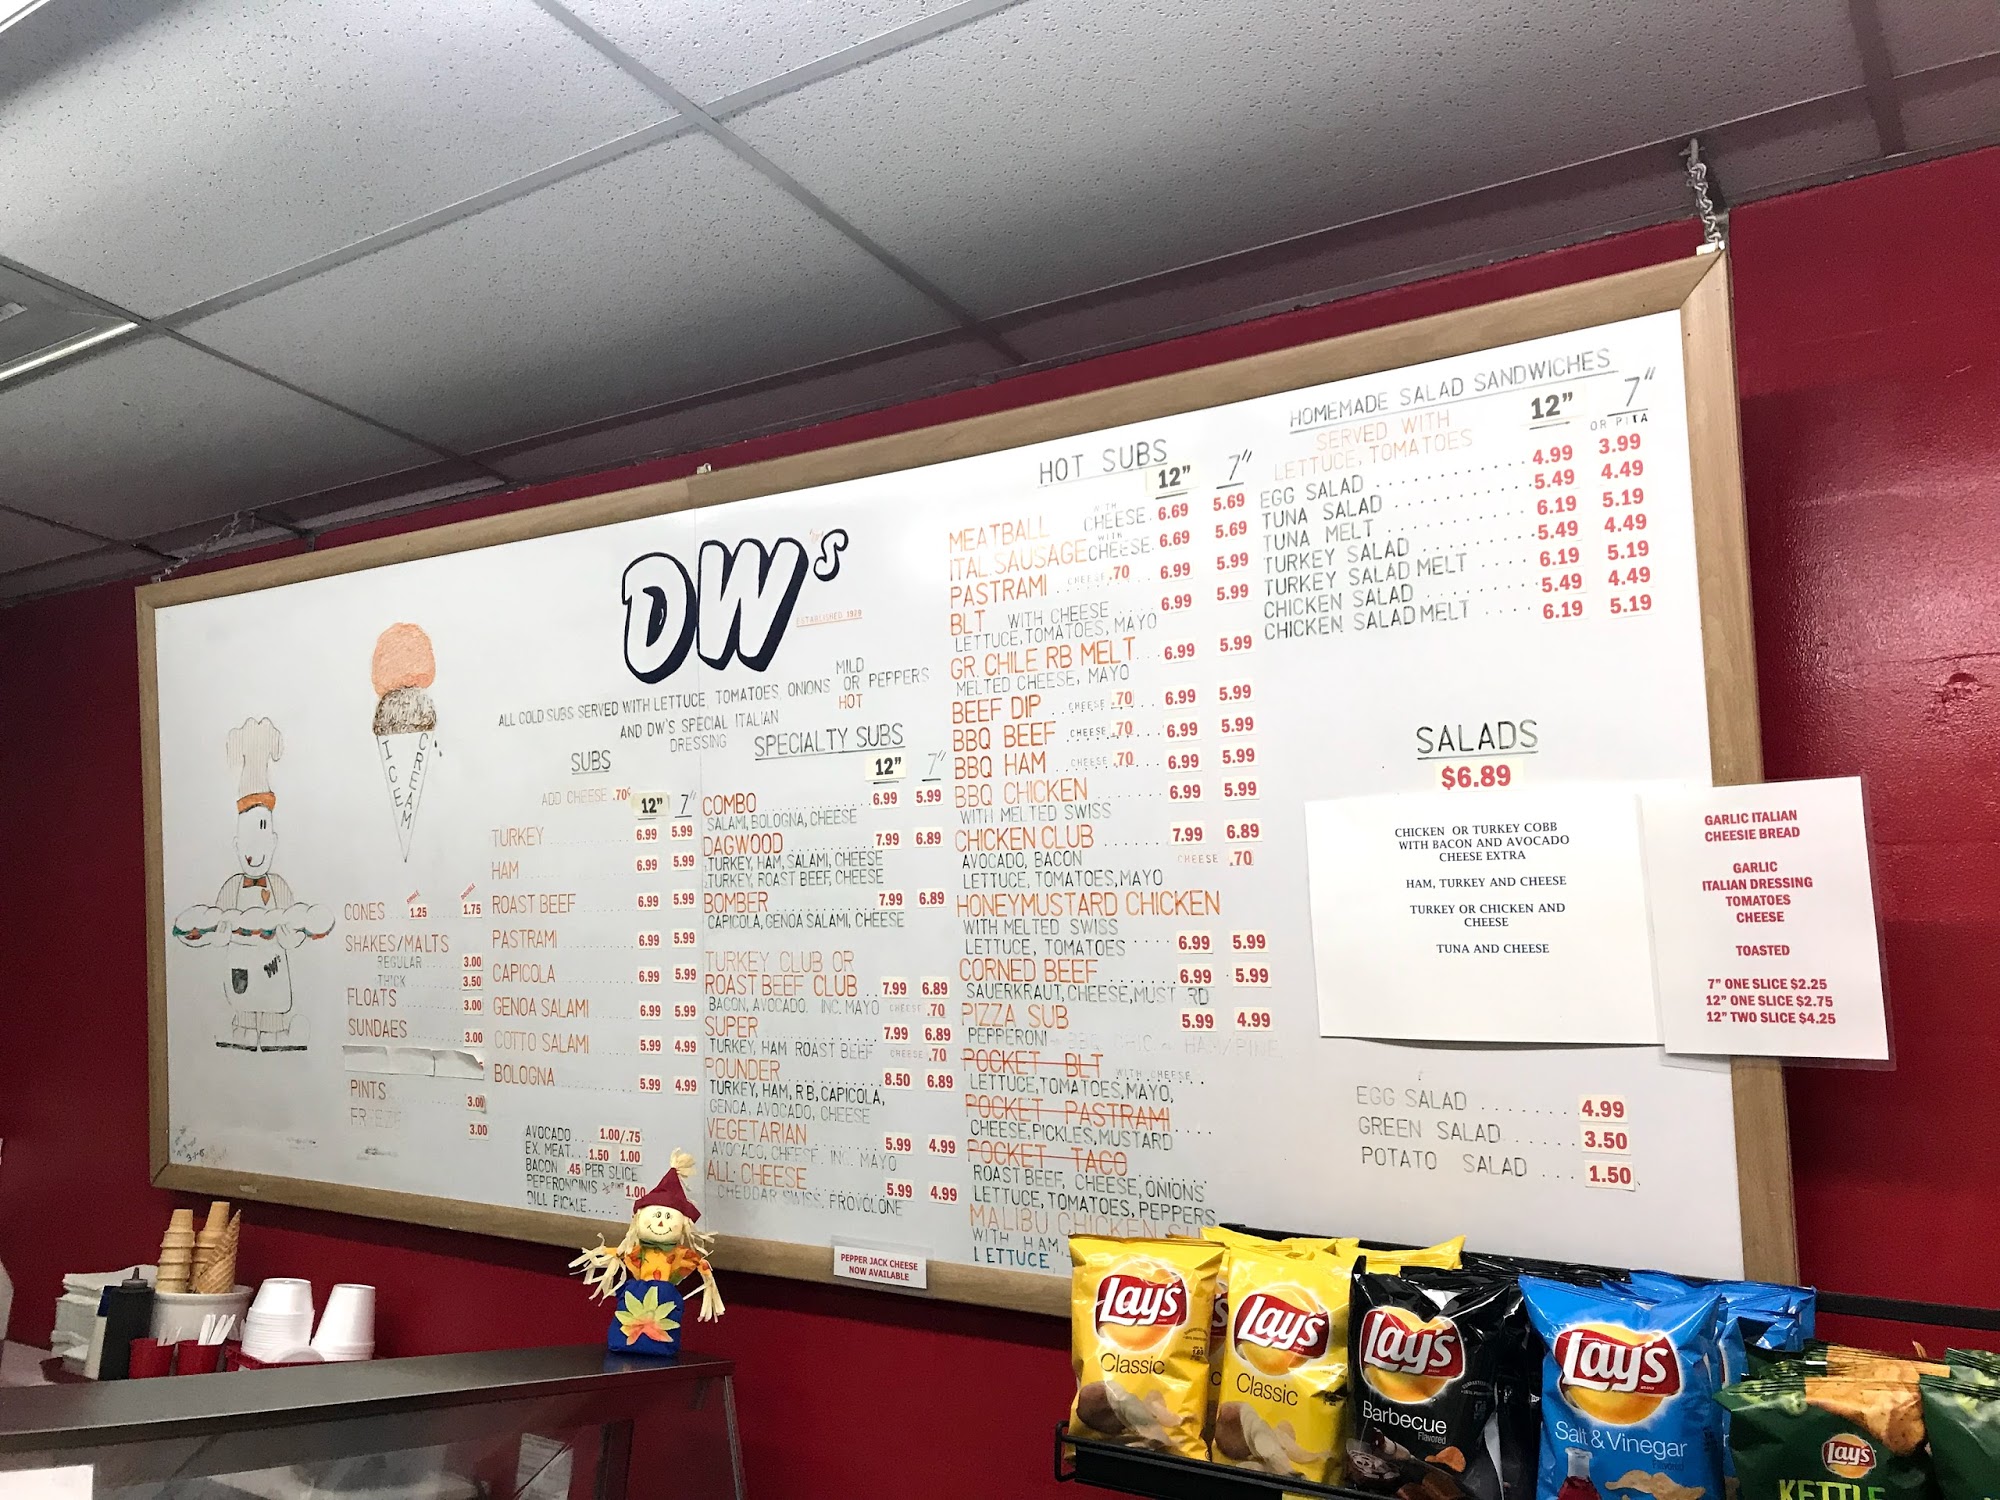 DW's
ESTABLISHED 1929
ALL COLD SUBS SERVED WITH LETTUCE, TOMATOES, ONIONS MILD OR HOT PEPPERS
AND DW'S SPECIAL ITALIAN
DRESSING
ICE CREAM
DW's
CONES 1.25 1.75
SHAKES/MALTS
REGULAR 3.00
THICK 3.50
FLOATS 3.00
SUNDAES 3.00
PINTS 3.00
3.00
SUBS
ADD CHEESE .70¢
12" 7"
TURKEY 6.99 5.99
HAM 6.99 5.99
ROAST BEEF 6.99 5.99
PASTRAMI 6.99 5.99
CAPICOLA 6.99 5.99
GENOA SALAMI 6.99 5.99
COTTO SALAMI 5.99 4.99
BOLOGNA 5.99 4.99
AVOCADO... 1.00/.75
EX. MEAT... 1.50 1.00
BACON .45 PER SLICE
PEPERONCINIS 1.00
DILL PICKLE......
SPECIALTY SUBS
12" 7"
COMBO 6.99 5.99
SALAMI, BOLOGNA, CHEESE
DAGWOOD 7.99 6.89
TURKEY, HAM, SALAMI, CHEESE
TURKEY, ROAST BEEF, CHEESE
BOMBER 7.99 6.89
CAPICOLA, GENOA SALAMI, CHEESE
TURKEY CLUB OR
ROAST BEEF CLUB .. 7.99 6.89
BACON, AVOCADO. INC. MAYO CHEESE .70
SUPER 7.99 6.89
TURKEY, HAM ROAST BEEF CHEESE .70
POUNDER 8.50 6.89
TURKEY, HAM, R.B, CAPICOLA,
GENOA, AVOCADO, CHEESE
VEGETARIAN 5.99 4.99
AVOCADO, CHEESE. INC. MAYO
ALL CHEESE 5.99 4.99
CHEDDAR SWISS, PROVOLONE
PEPPER JACK CHEESE
NOW AVAILABLE
HOT SUBS
12" 7"
MEATBALL WITH CHEESE. 6.69 5.69
ITAL. SAUSAGE WITH CHEESE. 6.69 5.69
PASTRAMI .. CHEESE .70 6.99 5.99
BLT WITH CHEESE .... 6.99 5.99
LETTUCE, TOMATOES, MAYO
GR. CHILE RB MELT... 6.99 5.99
MELTED CHEESE, MAYO
BEEF DIP .. CHEESE .70 6.99 5.99
BBQ BEEF .. CHEESE .70 6.99 5.99
BBQ HAM CHEESE .70 6.99 5.99
BBQ CHICKEN 6.99 5.99
WITH MELTED SWISS
CHICKEN CLUB 7.99 6.89
AVOCADO, BACON CHEESE .70
LETTUCE, TOMATOES, MAYO
HONEYMUSTARD CHICKEN
WITH MELTED SWISS
LETTUCE, TOMATOES ..... 6.99 5.99
CORNED BEEF 6.99 5.99
SAUERKRAUT, CHEESE, MUST RD
PIZZA SUB 5.99 4.99
PEPPERONI
POCKET BLT WITH CHEESE....
LETTUCE, TOMATOES, MAYO,
POCKET PASTRAMI
CHEESE, PICKLES, MUSTARD
POCKET TACO
ROAST BEEF, CHEESE, ONIONS
LETTUCE, TOMATOES, PEPPERS
MALIBU CHICKEN
WITH HAM,
LETTUCE
HOMEMADE SALAD SANDWICHES
SERVED WITH
LETTUCE, TOMATOES
12" 7"
OR PITA
EGG SALAD 4.99 3.99
TUNA SALAD 5.49 4.49
TUNA MELT 6.19 5.19
TURKEY SALAD 5.49 4.49
TURKEY SALAD MELT 6.19 5.19
CHICKEN SALAD 5.49 4.49
CHICKEN SALAD MELT 6.19 5.19
SALADS
$6.89
CHICKEN OR TURKEY COBB
WITH BACON AND AVOCADO
CHEESE EXTRA
HAM, TURKEY AND CHEESE
TURKEY OR CHICKEN AND
CHEESE
TUNA AND CHEESE
EGG SALAD 4.99
GREEN SALAD 3.50
POTATO SALAD 1.50
GARLIC ITALIAN
CHEESIE BREAD
GARLIC
ITALIAN DRESSING
TOMATOES
CHEESE
TOASTED
7" ONE SLICE $2.25
12" ONE SLICE $2.75
12" TWO SLICE $4.25
Lay's
Classic
Lay's
Classic
Lay's
Barbecue
Flavored
Lay's
Salt & Vinegar
Flavored
Lay's
KETTLE